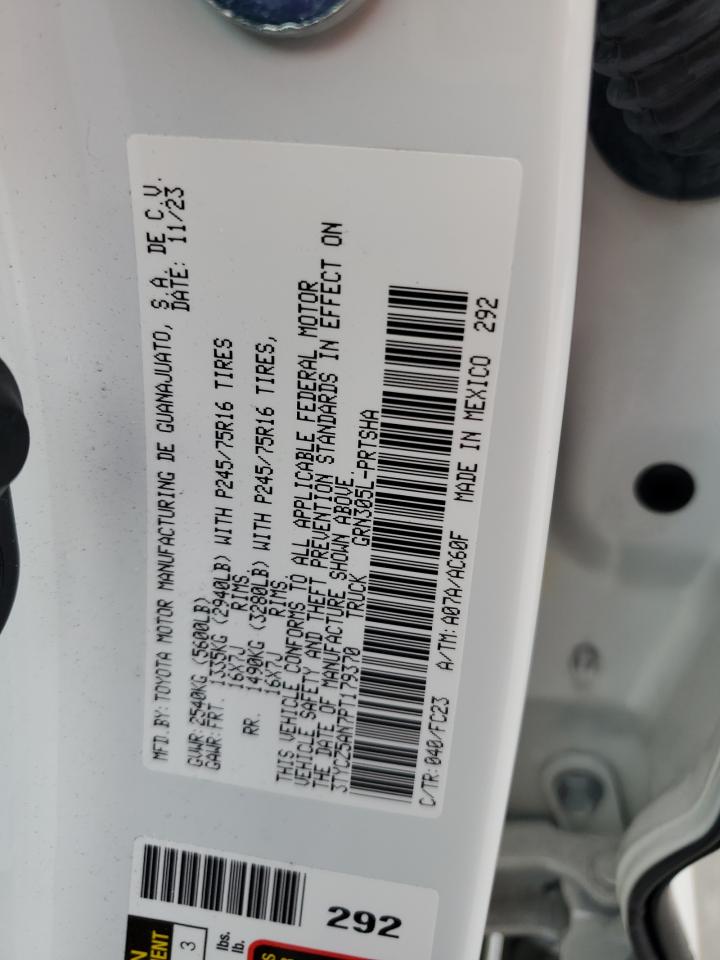 MFD.BY: TOYOTA MOTOR MANUFACTURING DE GUANAJUATO, S.A. DE C.V.
DATE: 11/23
GVWR: 2540KG (5600LB)
GAWR: FRT. 1335KG (2940LB) WITH P245/75R16 TIRES
16X7J RIMS
RR. 1490KG (3280LB) WITH P245/75R16 TIRES,
16X7J RIMS.
THIS VEHICLE CONFORMS TO ALL APPLICABLE FEDERAL MOTOR
VEHICLE SAFETY AND THEFT PREVENTION STANDARDS IN EFFECT ON
THE DATE OF MANUFACTURE SHOWN ABOVE.
3TYCZ5AN7PT179370 TRUCK GRN305L-PRTSHA
C/TR: 040/FC23 A/TM: A07A/AC60F MADE IN MEXICO 292
292
3
lbs.
lb.